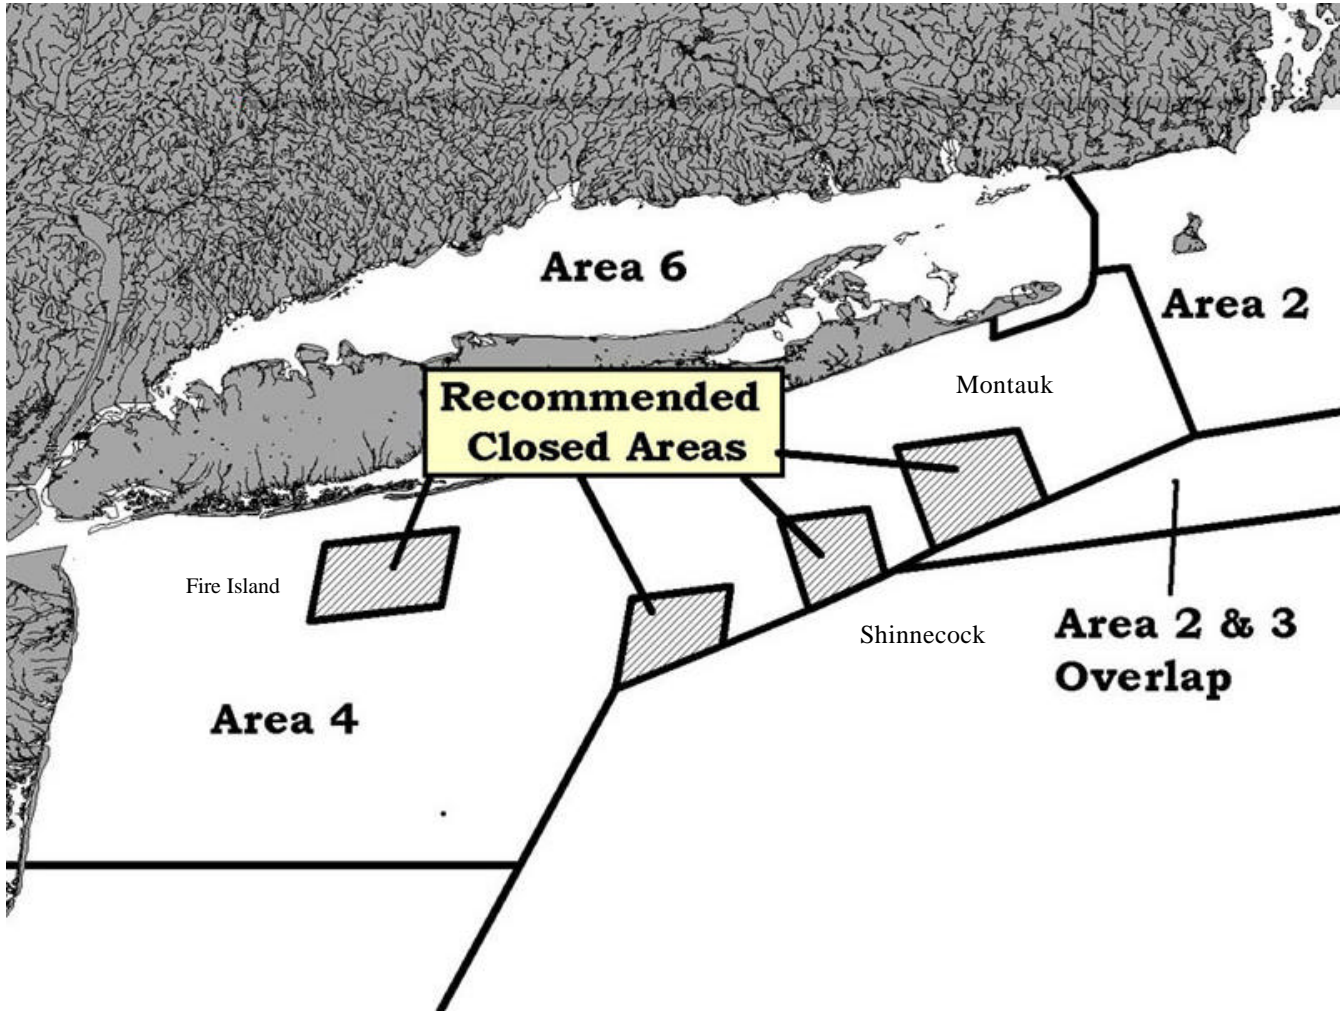 Area 6
Area 2
Recommended
Closed Areas
Montauk
Fire Island
Shinnecock
Area 2 & 3
Overlap
Area 4